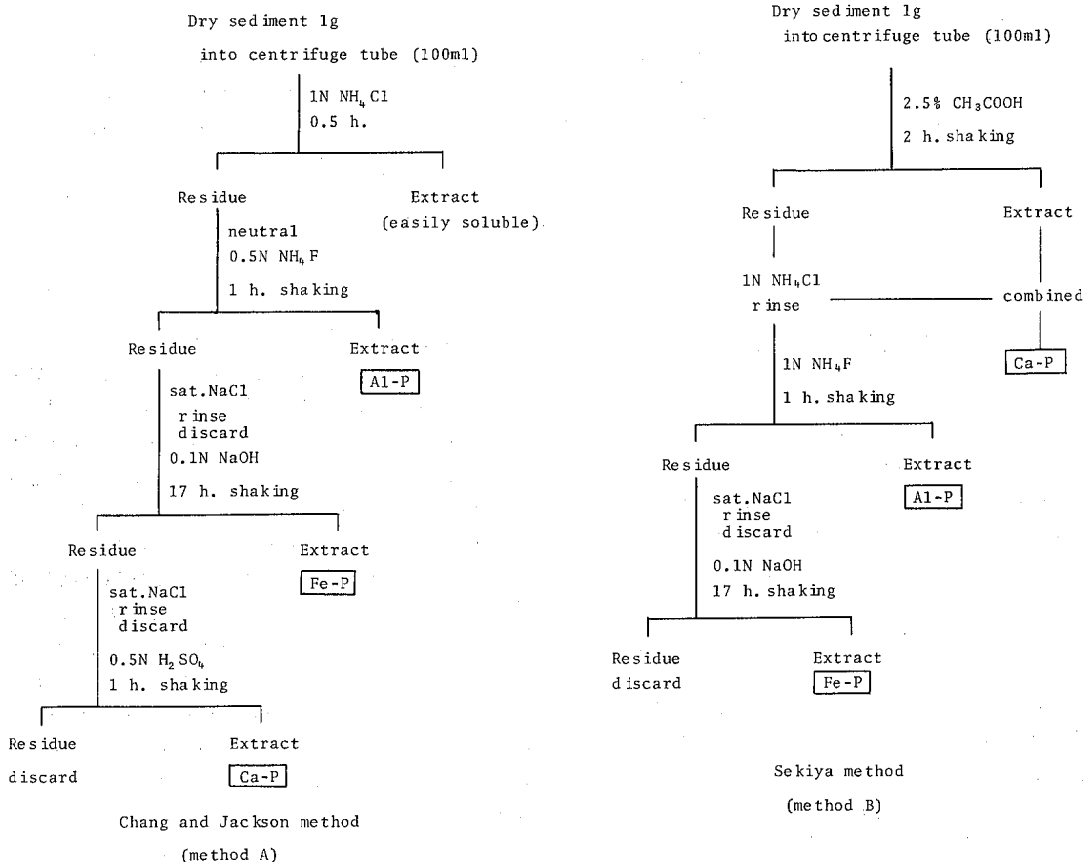 Dry sediment 1g
into centrifuge tube (100ml)
1N NH₄Cl
0.5 h.
Residue
Extract
(easily soluble)
neutral
0.5N NH₄F
1 h. shaking
Residue
Extract
Al-P
sat.NaCl
rinse
discard
0.1N NaOH
17 h. shaking
Residue
Extract
Fe-P
sat.NaCl
rinse
discard
0.5N H₂SO₄
1 h. shaking
Residue
Extract
discard
Ca-P
Chang and Jackson method
(method A)
Dry sediment 1g
into centrifuge tube (100ml)
2.5% CH₃COOH
2 h. shaking
Residue
Extract
1N NH₄Cl
rinse
combined
Ca-P
1N NH₄F
1 h. shaking
Residue
Extract
Al-P
sat.NaCl
rinse
discard
0.1N NaOH
17 h. shaking
Residue
Extract
discard
Fe-P
Sekiya method
(method B)